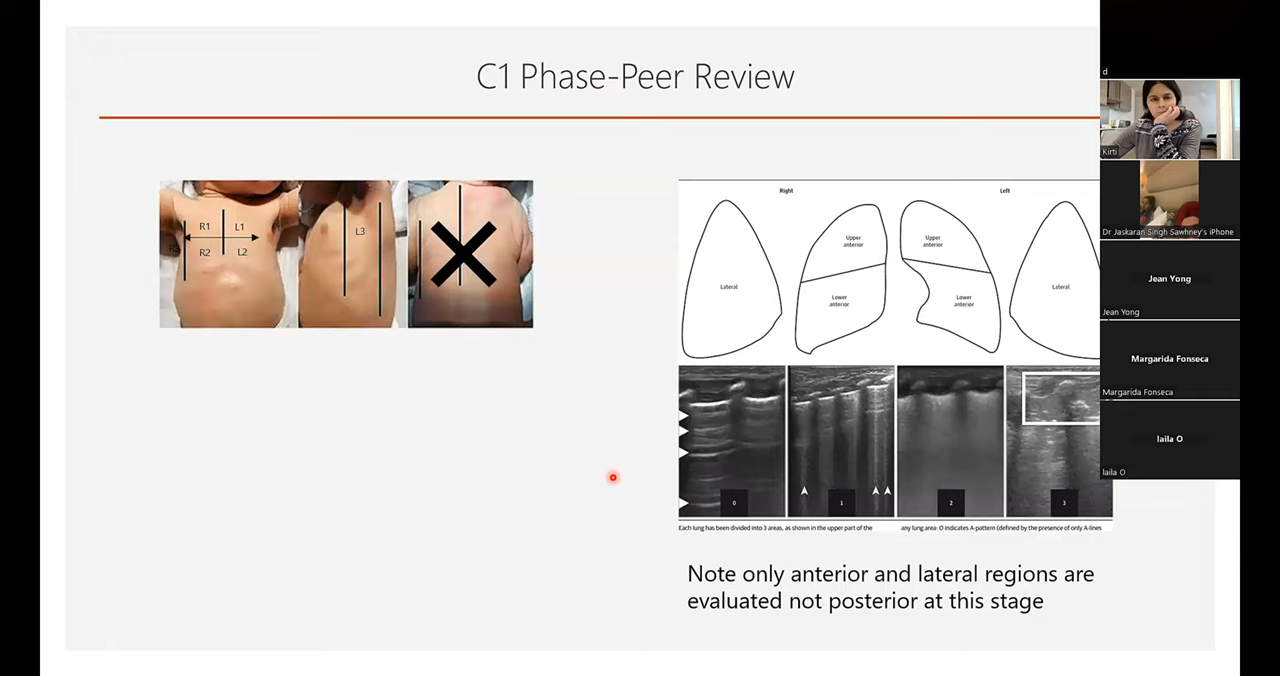 C1 Phase-Peer Review
R1
L1
R2
L2
L3
Right
Left
Lateral
Upper
anterior
Lower
anterior
Upper
anterior
Lower
anterior
Lateral
0
1
2
3
Each lung has been divided into 3 areas, as shown in the upper part of the
any lung area: 0 indicates A-pattern (defined by the presence of only A-lines
Note only anterior and lateral regions are
evaluated not posterior at this stage
d
Kirti
Dr Jaskaran Singh Sawhney's iPhone
Jean Yong
Jean Yong
Margarida Fonseca
Margarida Fonseca
laila O
laila O